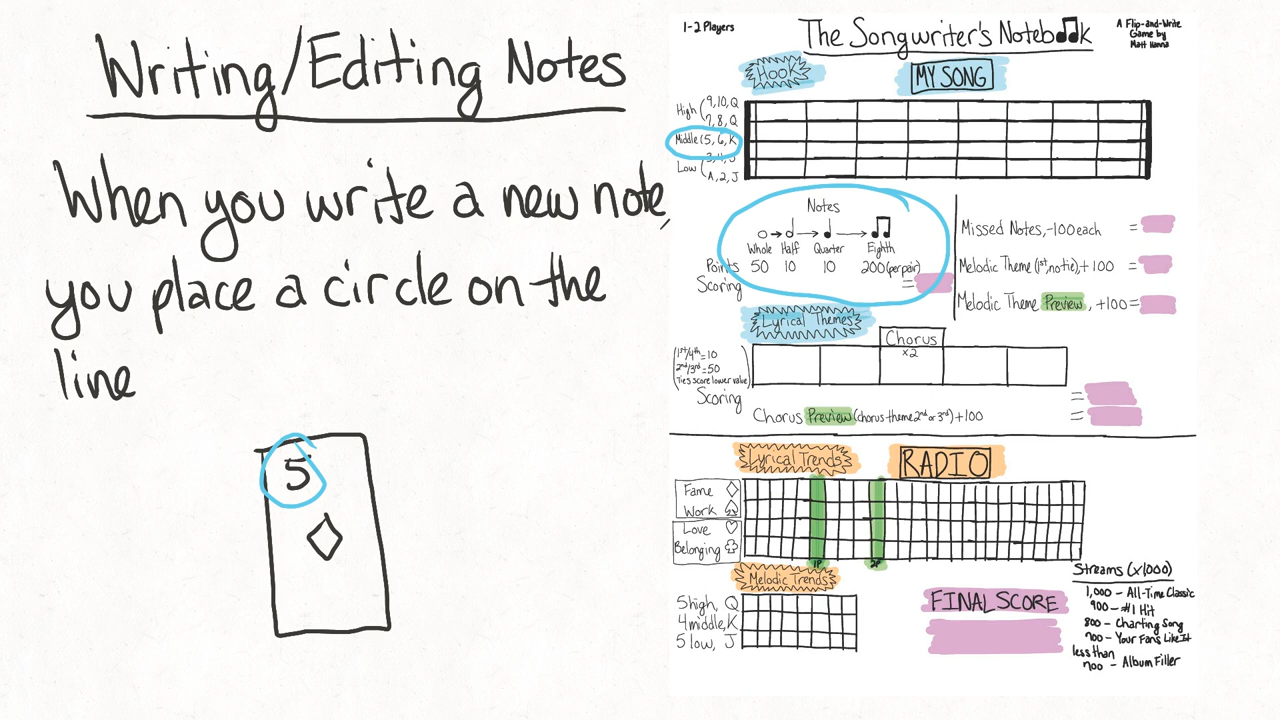 Writing/Editing Notes
When you write a new note,
you place a circle on the
line
5
1-2 Players
The Songwriter's Notebook
A Flip-and-Write
Game by
Matt Hanna
Hook
MY SONG
High (9,10,Q
7, 8, Q
Middle (5, 6, K
Low (
A, 2, J
Notes
Whole Half Quarter Eighth
Points 50 10 10 200 (per pair)
Scoring =
Missed Notes, -100 each =
Melodic Theme (1st, no tie), + 100 =
Melodic Theme Preview, +100 =
Lyrical Themes
Chorus
x2
1st/4th = 10
2nd/3rd = 50
Ties score lower value
Scoring =
Chorus Preview (chorus theme 2nd or 3rd) +100 =
Lyrical Trends
RADIO
Fame ♢
Work ♤
Love ♡
Belonging ♧
1P 2P
Melodic Trends
5 high, Q
4 middle, K
5 low, J
FINAL SCORE
Streams (x1000)
1,000 - All-Time Classic
900 - #1 Hit
800 - Charting Song
700 - Your Fans Like It
less than
700 - Album Filler